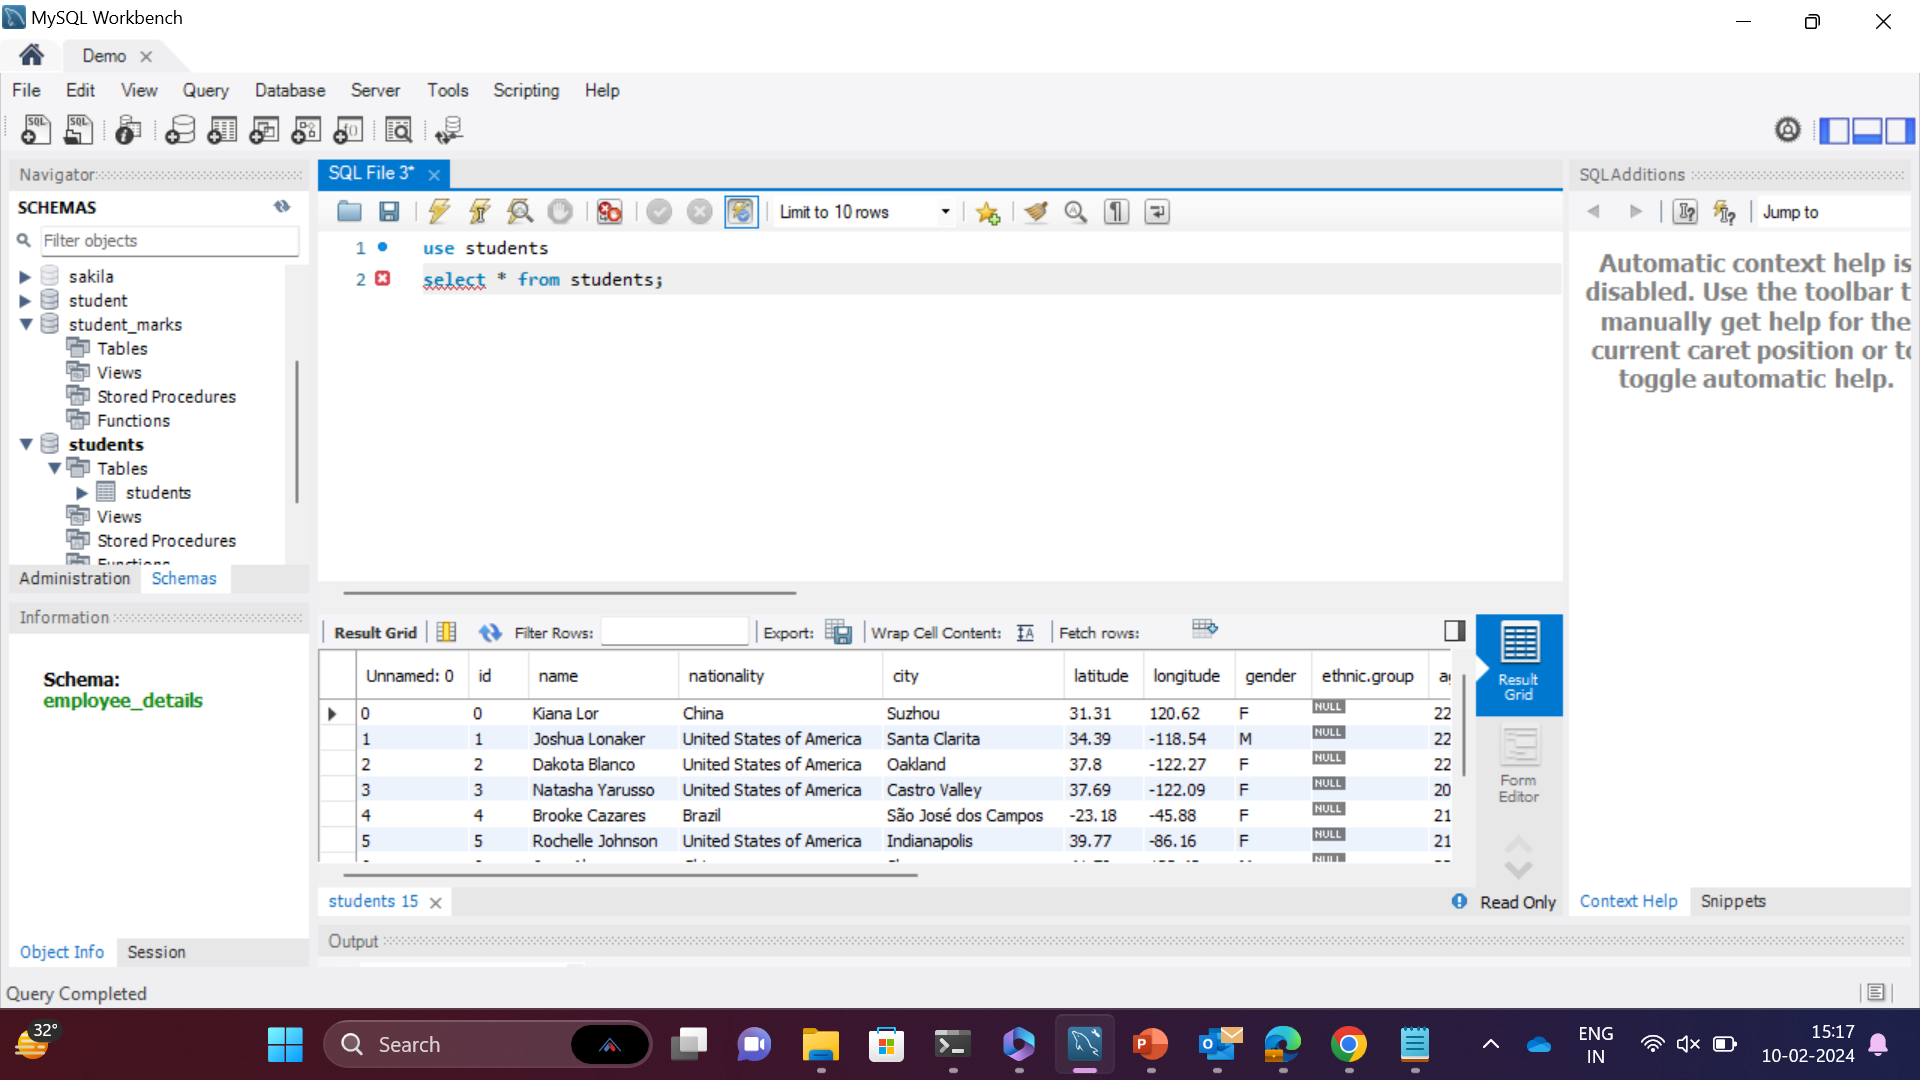 MySQL Workbench
Demo
File Edit View Query Database Server Tools Scripting Help
Navigator
SCHEMAS
Filter objects
sakila
student
student_marks
Tables
Views
Stored Procedures
Functions
students
Tables
students
Views
Stored Procedures
Functions
Administration Schemas
Information
Schema:
employee_details
Object Info Session
SQL File 3*
Limit to 10 rows
1 use students
2 select * from students;
Result Grid Filter Rows: Export: Wrap Cell Content: Fetch rows:
Unnamed: 0 id name nationality city latitude longitude gender ethnic.group
0 0 Kiana Lor China Suzhou 31.31 120.62 F NULL 22
1 1 Joshua Lonaker United States of America Santa Clarita 34.39 -118.54 M NULL 22
2 2 Dakota Blanco United States of America Oakland 37.8 -122.27 F NULL 22
3 3 Natasha Yarusso United States of America Castro Valley 37.69 -122.09 F NULL 20
4 4 Brooke Cazares Brazil São José dos Campos -23.18 -45.88 F NULL 21
5 5 Rochelle Johnson United States of America Indianapolis 39.77 -86.16 F NULL 21
NULL
Result
Grid
Form
Editor
students 15
Read Only
Output
SQLAdditions
Jump to
Automatic context help is
disabled. Use the toolbar t
manually get help for the
current caret position or to
toggle automatic help.
Context Help Snippets
Query Completed
32°
Search
ENG
IN
15:17
10-02-2024